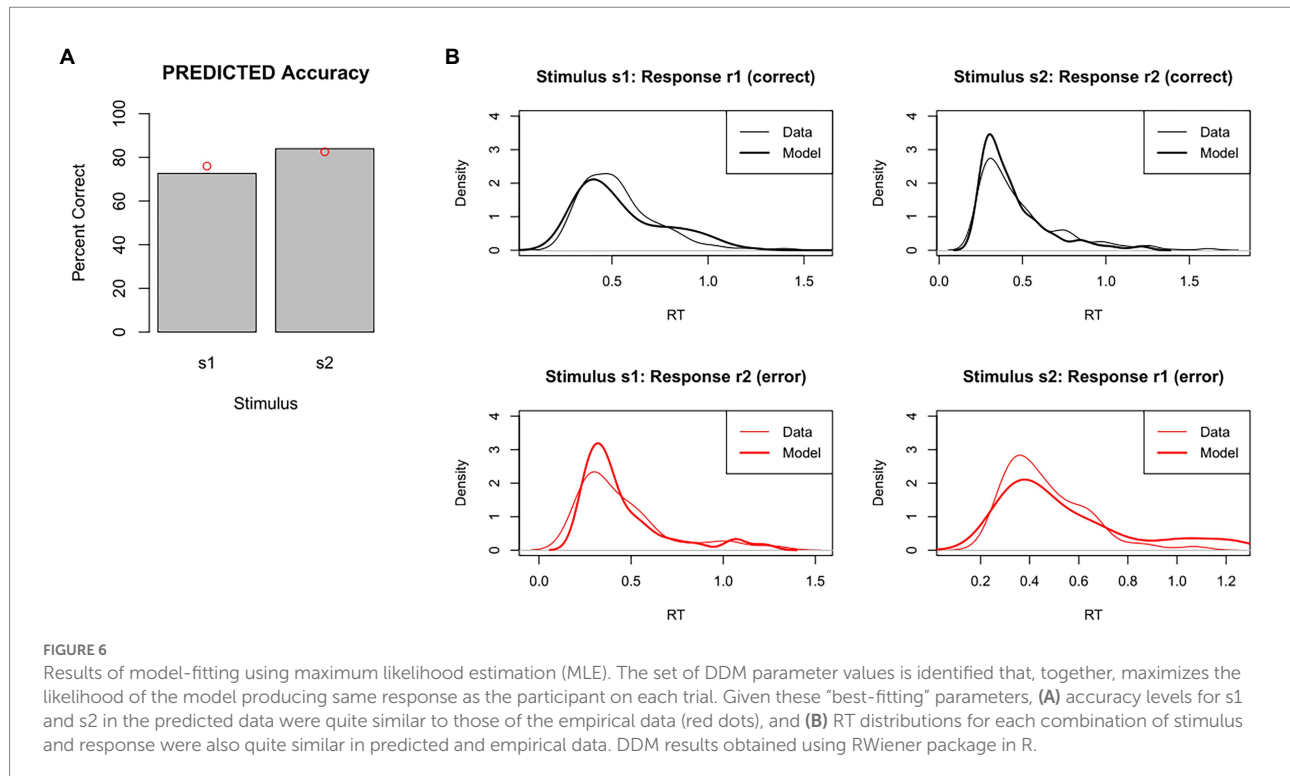 A
PREDICTED Accuracy
Percent Correct
100
80
60
40
20
0
s1
s2
Stimulus
B
Stimulus s1: Response r1 (correct)
Density
4
3
2
1
0
Data
Model
0.5
1.0
1.5
RT
Stimulus s2: Response r2 (correct)
Density
4
3
2
1
0
Data
Model
0.0
0.5
1.0
1.5
RT
Stimulus s1: Response r2 (error)
Density
4
3
2
1
0
Data
Model
0.0
0.5
1.0
1.5
RT
Stimulus s2: Response r1 (error)
Density
4
3
2
1
0
Data
Model
0.2
0.4
0.6
0.8
1.0
1.2
RT
FIGURE 6
Results of model-fitting using maximum likelihood estimation (MLE). The set of DDM parameter values is identified that, together, maximizes the
likelihood of the model producing same response as the participant on each trial. Given these "best-fitting" parameters, (A) accuracy levels for s1
and s2 in the predicted data were quite similar to those of the empirical data (red dots), and (B) RT distributions for each combination of stimulus
and response were also quite similar in predicted and empirical data. DDM results obtained using RWiener package in R.